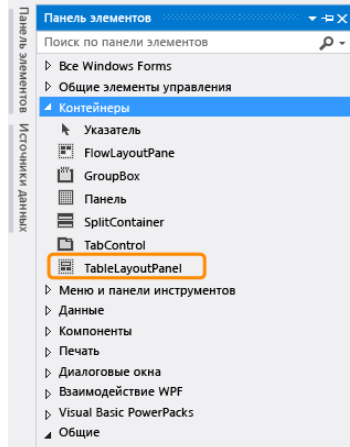 Панель элементов
Источники данных
Панель элементов
Поиск по панели элементов
Все Windows Forms
Общие элементы управления
Контейнеры
Указатель
FlowLayoutPane
GroupBox
Панель
SplitContainer
TabControl
TableLayoutPanel
Меню и панели инструментов
Данные
Компоненты
Печать
Диалоговые окна
Взаимодействие WPF
Visual Basic PowerPacks
Общие